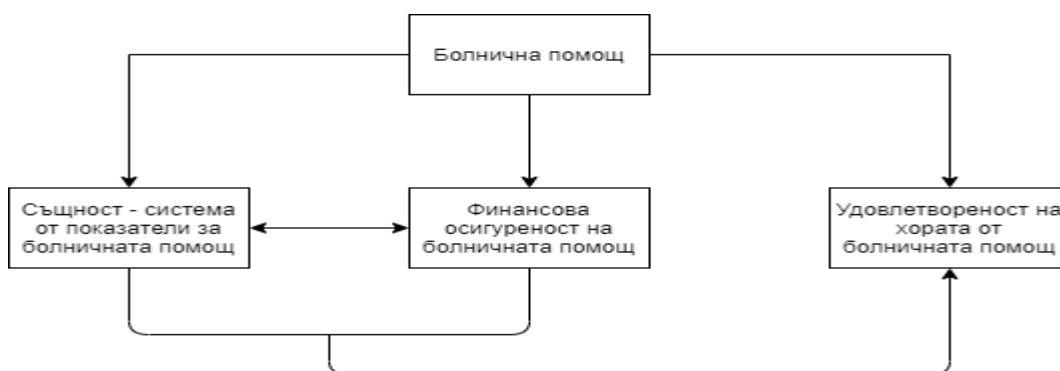 Болнична помощ
Същност - система
от показатели за
болничната помощ
Финансова
осигуреност на
болничната помощ
Удовлетвореност на
хората от
болничната помощ